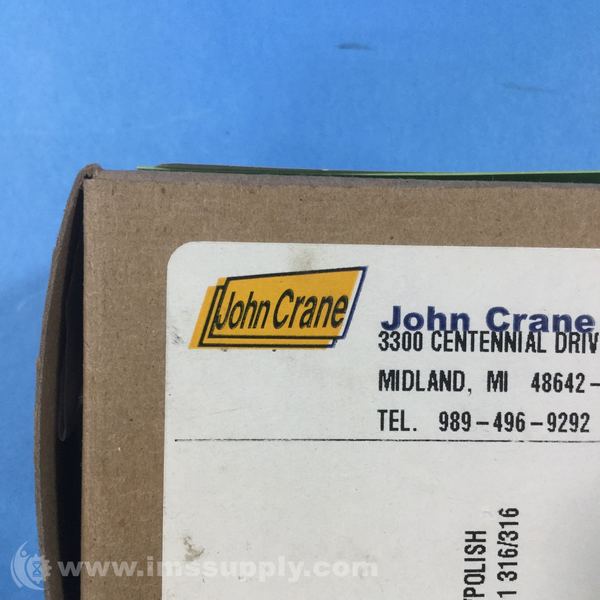 John Crane
John Crane
3300 CENTENNIAL DRIV
MIDLAND, MI 48642-
TEL. 989-496-9292
/POLISH
1 316/316
www.imssupply.com